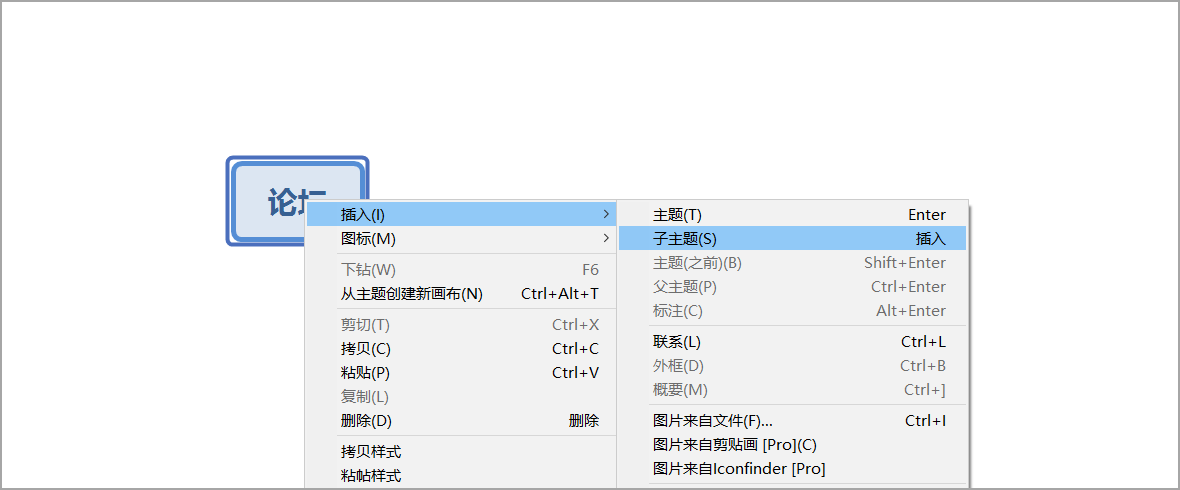 论坛
插入(I)
图标(M)
下钻(W) F6
从主题创建新画布(N) Ctrl+Alt+T
剪切(T) Ctrl+X
拷贝(C) Ctrl+C
粘贴(P) Ctrl+V
复制(L)
删除(D) 删除
拷贝样式
粘帖样式
主题(T) Enter
子主题(S) 插入
主题(之前)(B) Shift+Enter
父主题(P) Ctrl+Enter
标注(C) Alt+Enter
联系(L) Ctrl+L
外框(D) Ctrl+B
概要(M) Ctrl+]
图片来自文件(F)... Ctrl+I
图片来自剪贴画 [Pro](C)
图片来自Iconfinder [Pro]